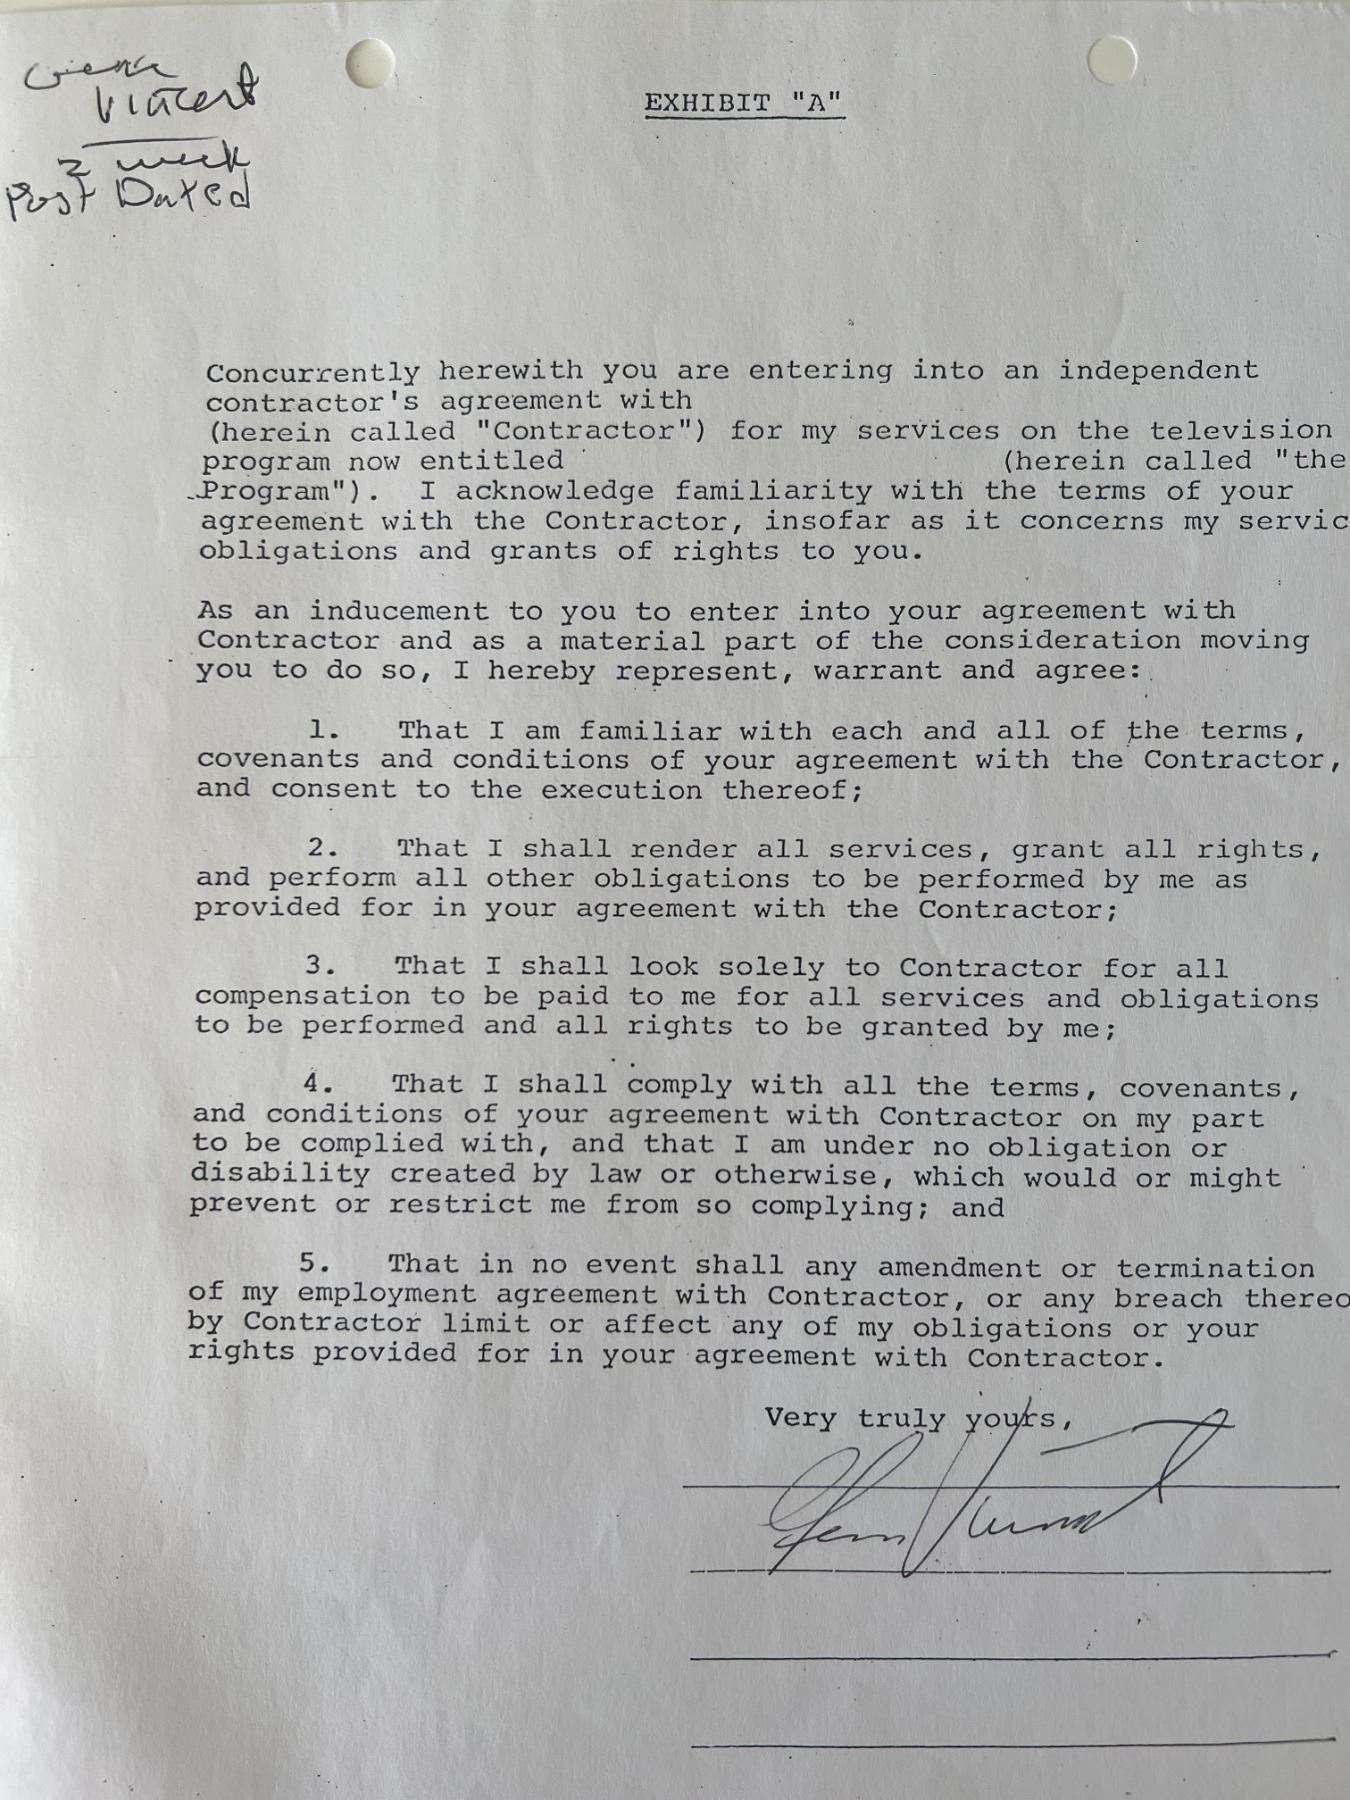 Gene
Vincent
2 week
Post Dated
EXHIBIT "A"
Concurrently herewith you are entering into an independent
contractor's agreement with
(herein called "Contractor") for my services on the television
program now entitled (herein called "the
Program"). I acknowledge familiarity with the terms of your
agreement with the Contractor, insofar as it concerns my servic
obligations and grants of rights to you.
As an inducement to you to enter into your agreement with
Contractor and as a material part of the consideration moving
you to do so, I hereby represent, warrant and agree:
1. That I am familiar with each and all of the terms,
covenants and conditions of your agreement with the Contractor,
and consent to the execution thereof;
2. That I shall render all services, grant all rights,
and perform all other obligations to be performed by me as
provided for in your agreement with the Contractor;
3. That I shall look solely to Contractor for all
compensation to be paid to me for all services and obligations
to be performed and all rights to be granted by me;
4. That I shall comply with all the terms, covenants,
and conditions of your agreement with Contractor on my part
to be complied with, and that I am under no obligation or
disability created by law or otherwise, which would or might
prevent or restrict me from so complying; and
5. That in no event shall any amendment or termination
of my employment agreement with Contractor, or any breach thereo
by Contractor limit or affect any of my obligations or your
rights provided for in your agreement with Contractor.
Very truly yours,
Gene Vincent